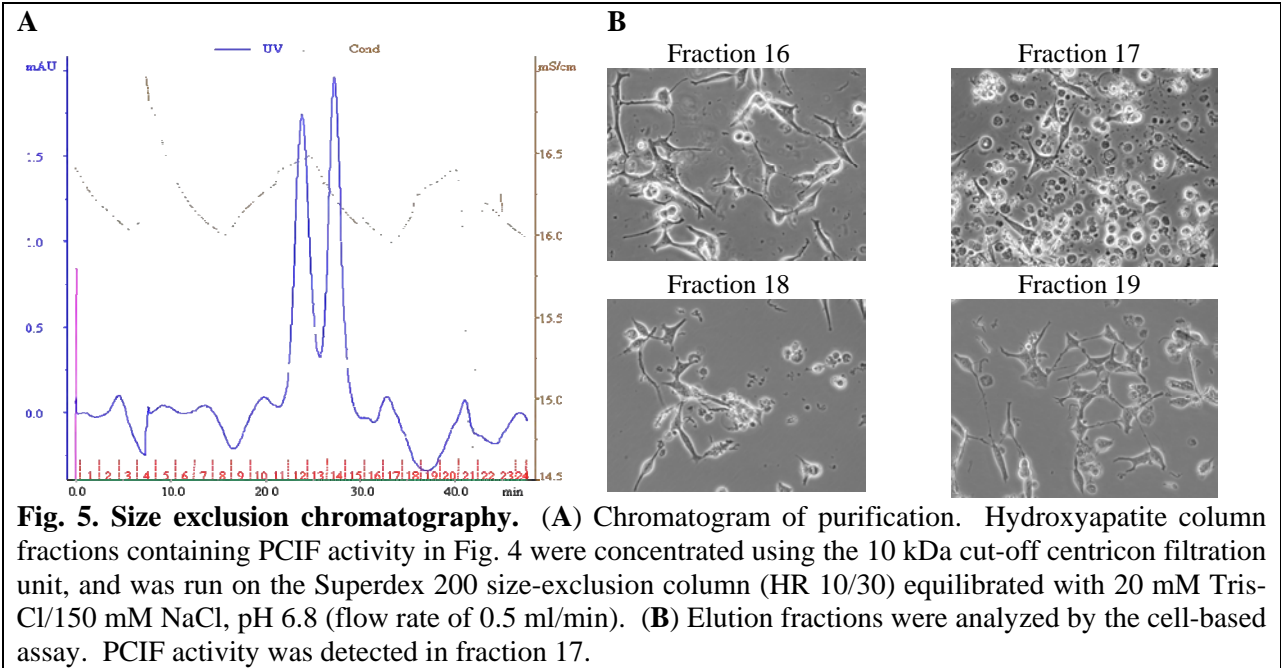 A
B
UV Cond
mAU
mS/cm
Fraction 16
Fraction 17
1.5
1.0
0.5
0.0
16.5
16.0
15.5
15.0
14.5
1 2 3 4 5 6 7 8 9 10 11 12 13 14 15 16 17 18 19 20 21 22 23 24
0.0 10.0 20.0 30.0 40.0 min
Fraction 18
Fraction 19
Fig. 5. Size exclusion chromatography. (A) Chromatogram of purification. Hydroxyapatite column
fractions containing PCIF activity in Fig. 4 were concentrated using the 10 kDa cut-off centricon filtration
unit, and was run on the Superdex 200 size-exclusion column (HR 10/30) equilibrated with 20 mM Tris-
Cl/150 mM NaCl, pH 6.8 (flow rate of 0.5 ml/min). (B) Elution fractions were analyzed by the cell-based
assay. PCIF activity was detected in fraction 17.